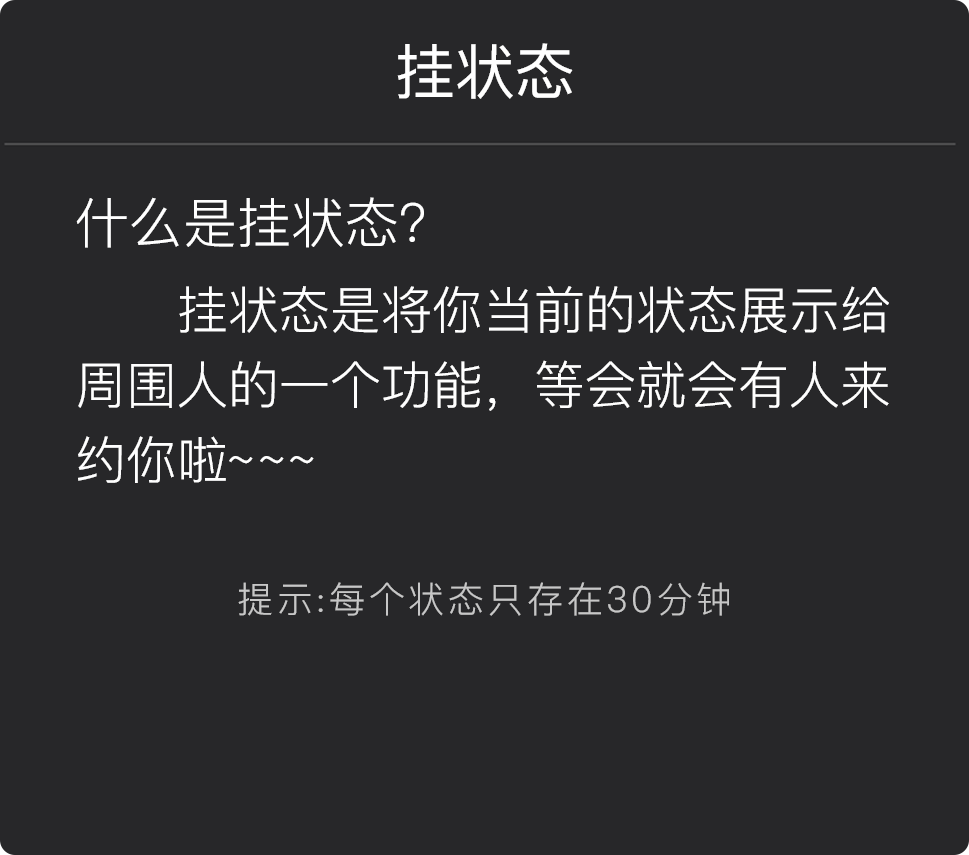 挂状态
什么是挂状态?
挂状态是将你当前的状态展示给
周围人的一个功能，等会就会有人来
约你啦~~~
提示:每个状态只存在30分钟